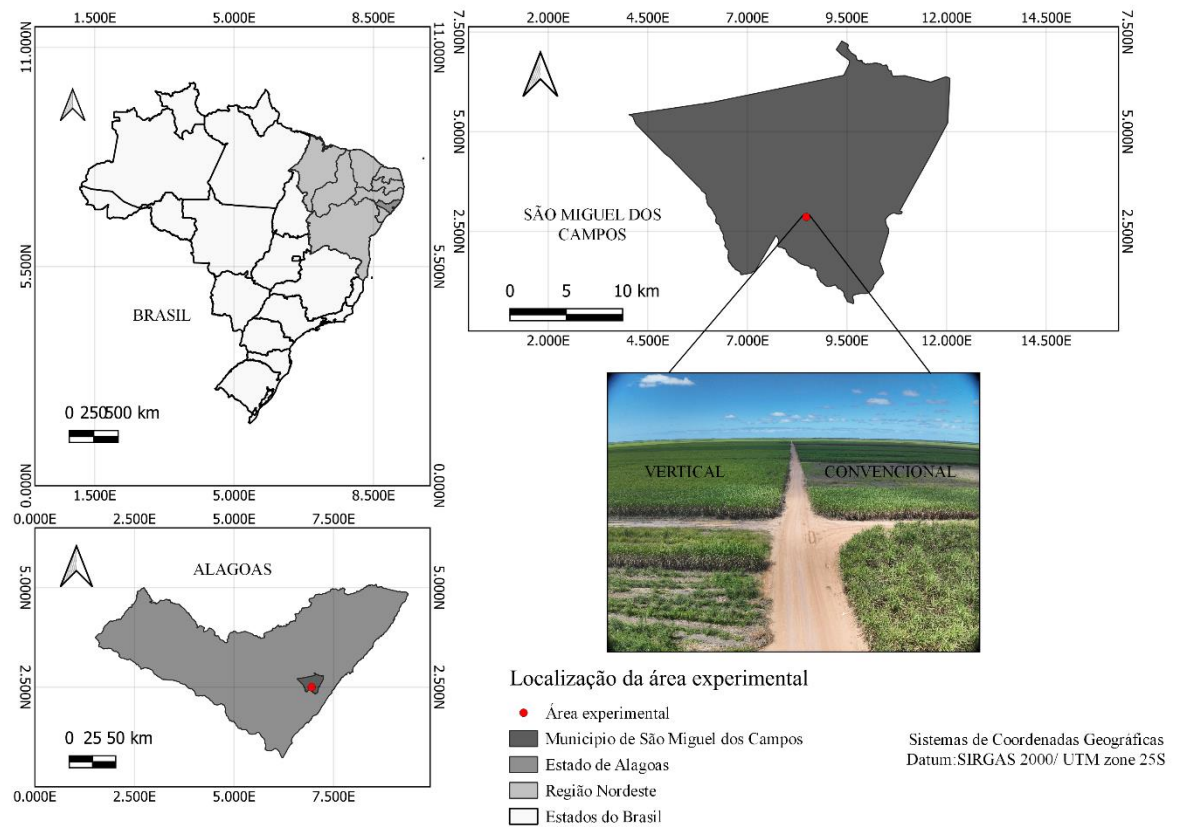 1.500E 5.000E 8.500E
11.000N
11.000N
5.500N
5.500N
BRASIL
0 250500 km
0.000N
0.000N
1.500E 5.000E 8.500E
2.000E 4.500E 7.000E 9.500E 12.000E 14.500E
7.500N
7.500N
5.000N
5.000N
2.500N
2.500N
SÃO MIGUEL DOS
CAMPOS
0 5 10 km
2.000E 4.500E 7.000E 9.500E 12.000E 14.500E
VERTICAL CONVENCIONAL
0.000E 2.500E 5.000E 7.500E
5.000N
5.000N
2.500N
2.500N
ALAGOAS
0 25 50 km
0.000E 2.500E 5.000E 7.500E
Localização da área experimental
Área experimental
Municipio de São Miguel dos Campos
Estado de Alagoas
Região Nordeste
Estados do Brasil
Sistemas de Coordenadas Geográficas
Datum:SIRGAS 2000/ UTM zone 25S